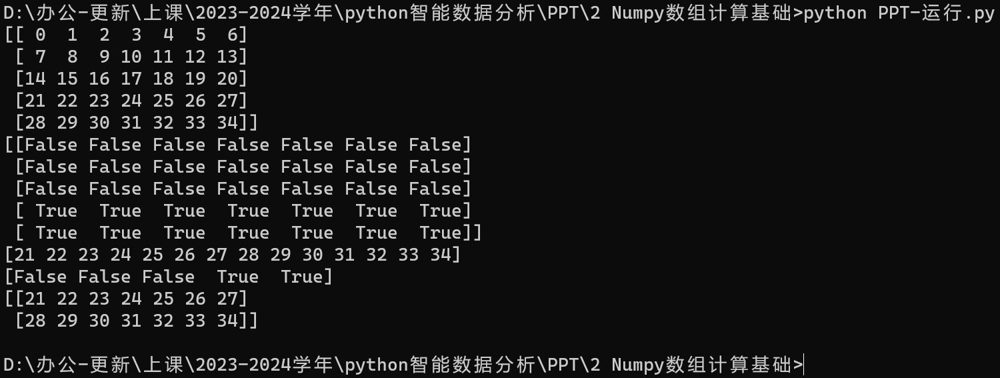 D:\办公-更新\上课\2023-2024学年\python智能数据分析\PPT\2 Numpy数组计算基础>python PPT-运行.py
[[ 0  1  2  3  4  5  6]
 [ 7  8  9 10 11 12 13]
 [14 15 16 17 18 19 20]
 [21 22 23 24 25 26 27]
 [28 29 30 31 32 33 34]]
[[False False False False False False False]
 [False False False False False False False]
 [False False False False False False False]
 [ True  True  True  True  True  True  True]
 [ True  True  True  True  True  True  True]]
[21 22 23 24 25 26 27 28 29 30 31 32 33 34]
[False False False  True  True]
[[21 22 23 24 25 26 27]
 [28 29 30 31 32 33 34]]
D:\办公-更新\上课\2023-2024学年\python智能数据分析\PPT\2 Numpy数组计算基础>